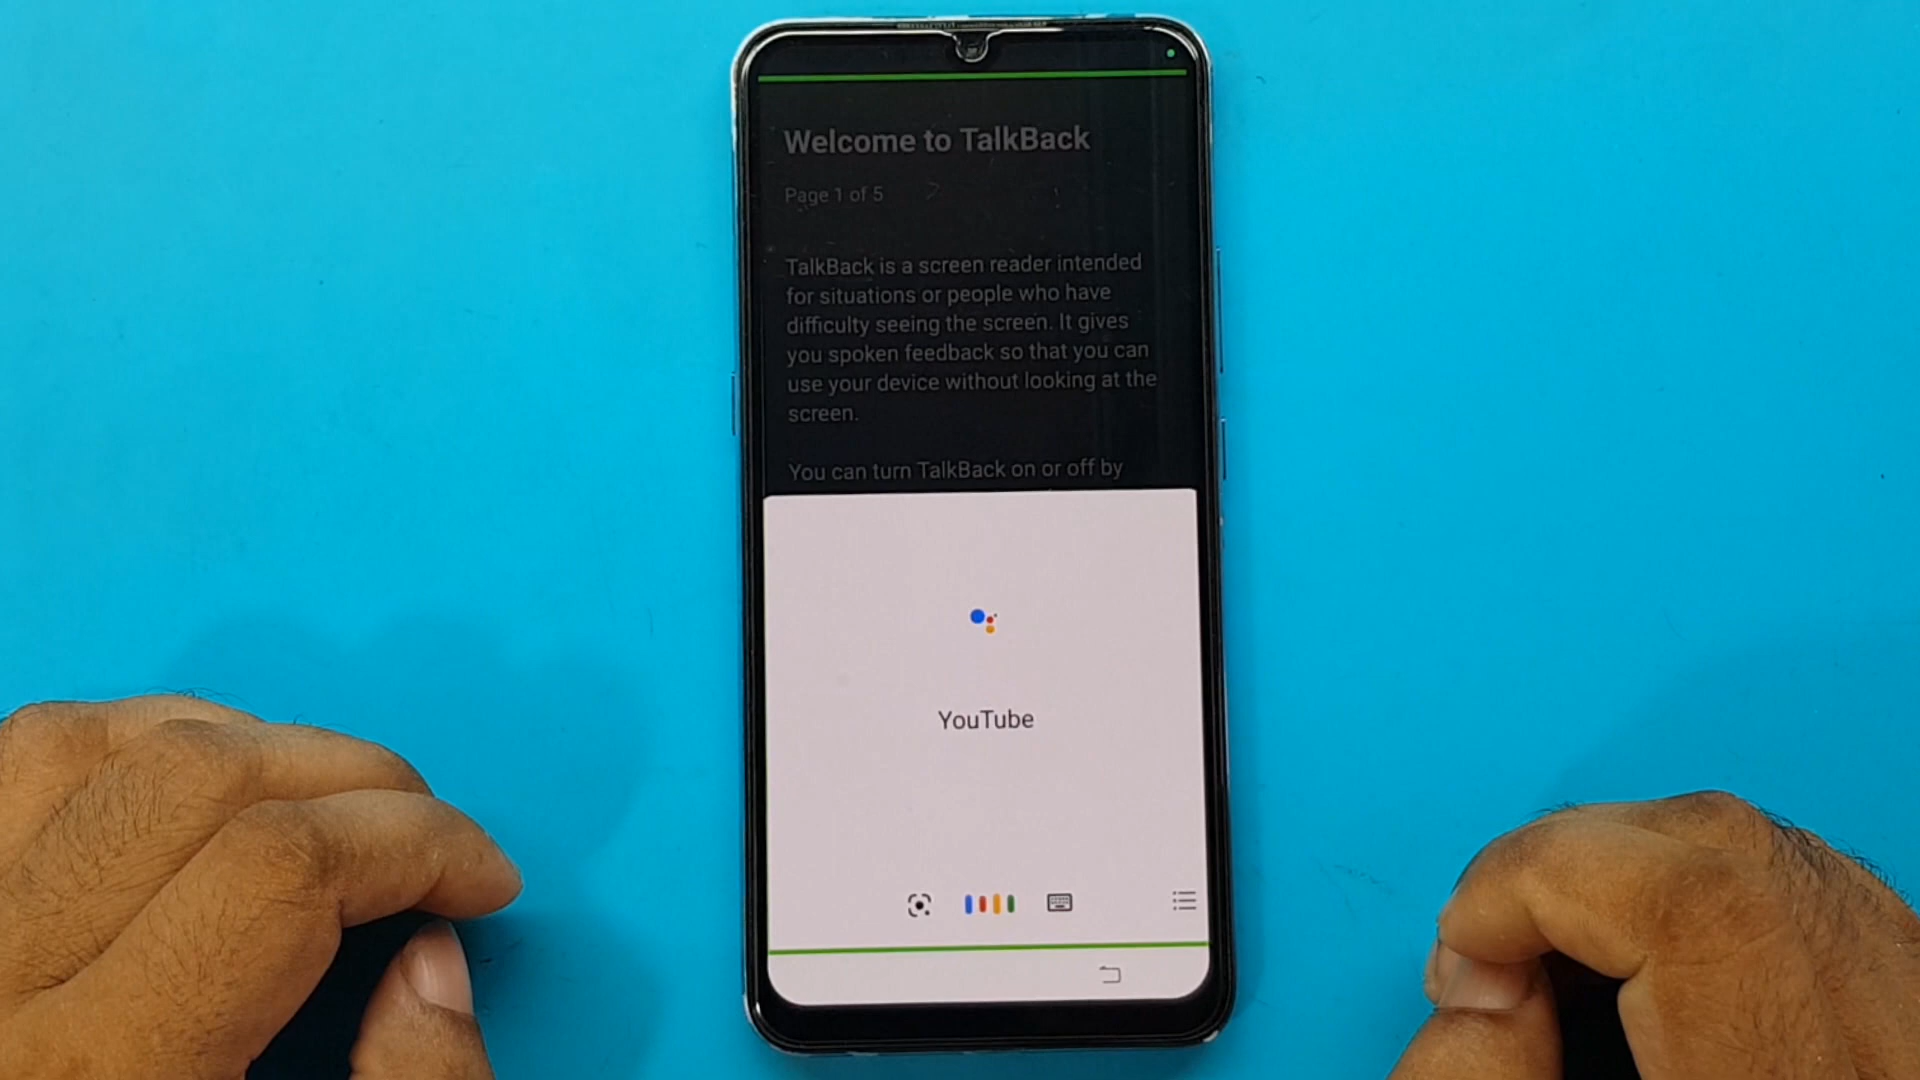 Welcome to TalkBack
Page 1 of 5
TalkBack is a screen reader intended
for situations or people who have
difficulty seeing the screen. It gives
you spoken feedback so that you can
use your device without looking at the
screen.
You can turn TalkBack on or off by
YouTube